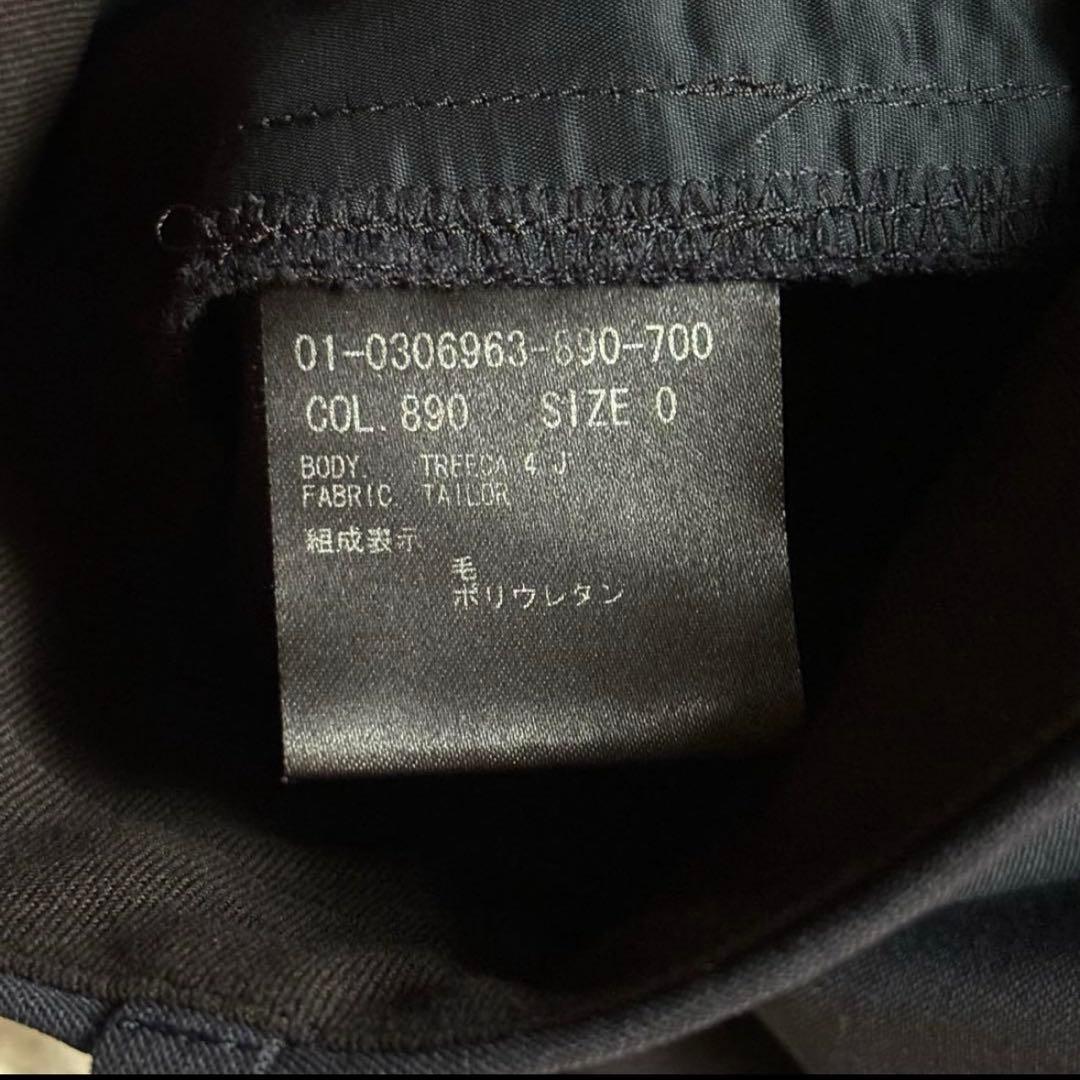 01-0306963-890-700
COL. 890 SIZE 0
BODY. TREECA 4 J
FABRIC. TAILOR
組成表示
毛
ポリウレタン